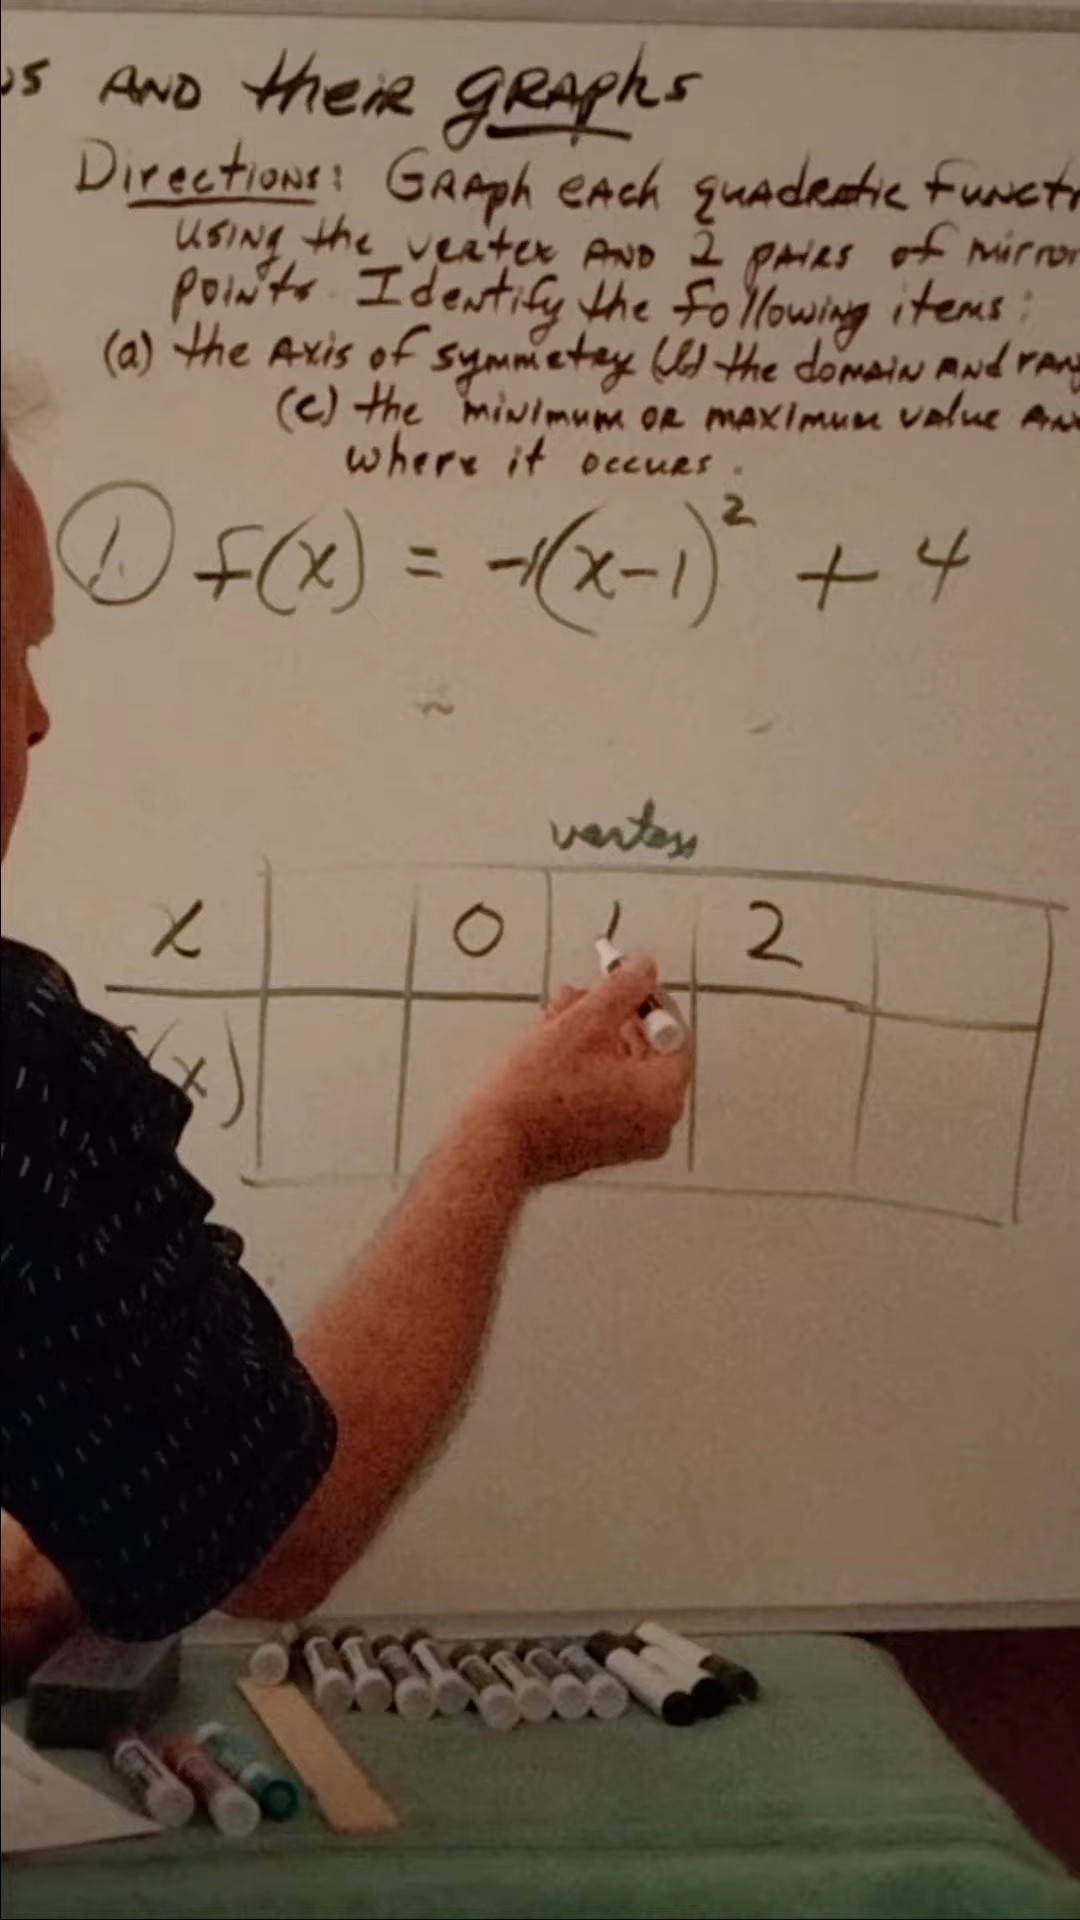 AND their GRAPhs
Directions: GRAph eAch quAdratic
Using the vertex AND 2 pAirs of
points. Identify the following items:
(a) the Axis of symmetry (b) the domAiN ANd
(c) the minimum OR mAximum value
where it occurs.
1. f(x) = -1(x-1)² + 4
vertex
x 0 1 2
(x)